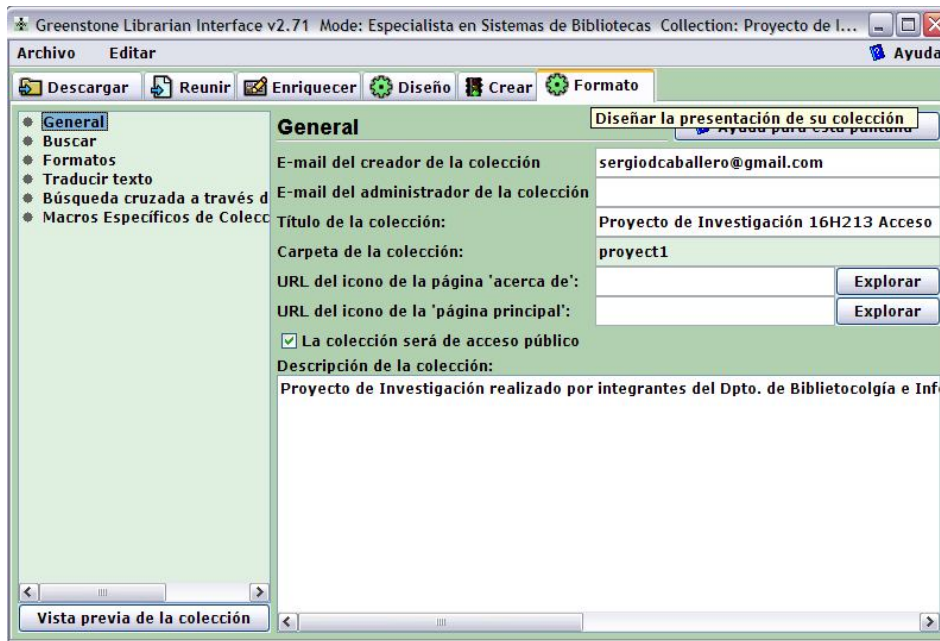 Greenstone Librarian Interface v2.71 Mode: Especialista en Sistemas de Bibliotecas Collection: Proyecto de I...
Archivo Editar Ayuda
Descargar Reunir Enriquecer Diseño Crear Formato
Diseñar la presentación de su colección
General
Buscar
Formatos
Traducir texto
Búsqueda cruzada a través d
Macros Específicos de Colecc
Vista previa de la colección
General
Ayuda para esta pantalla
E-mail del creador de la colección sergiodcaballero@gmail.com
E-mail del administrador de la colección
Título de la colección: Proyecto de Investigación 16H213 Acceso
Carpeta de la colección: proyect1
URL del icono de la página 'acerca de': Explorar
URL del icono de la 'página principal': Explorar
La colección será de acceso público
Descripción de la colección:
Proyecto de Investigación realizado por integrantes del Dpto. de Biblietocolgía e Inf